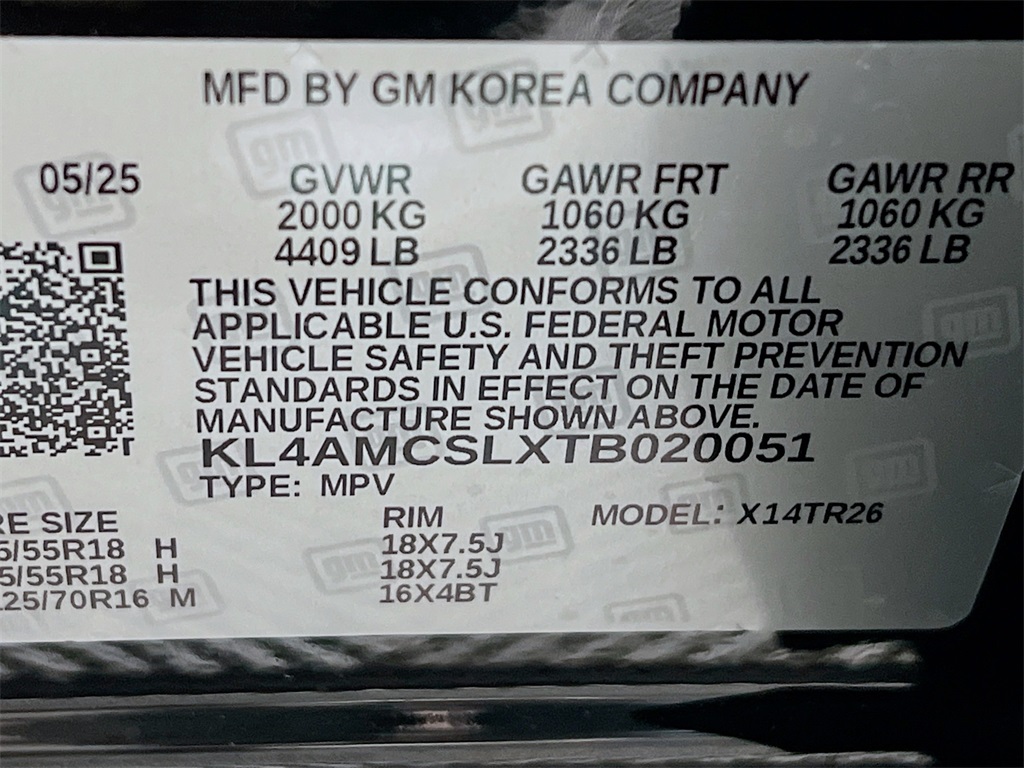 MFD BY GM KOREA COMPANY
05/25 GVWR GAWR FRT GAWR RR
2000 KG 1060 KG 1060 KG
4409 LB 2336 LB 2336 LB
THIS VEHICLE CONFORMS TO ALL
APPLICABLE U.S. FEDERAL MOTOR
VEHICLE SAFETY AND THEFT PREVENTION
STANDARDS IN EFFECT ON THE DATE OF
MANUFACTURE SHOWN ABOVE.
KL4AMCSLXTB020051
TYPE: MPV
RE SIZE RIM MODEL: X14TR26
5/55R18 H 18X7.5J
5/55R18 H 18X7.5J
125/70R16 M 16X4BT